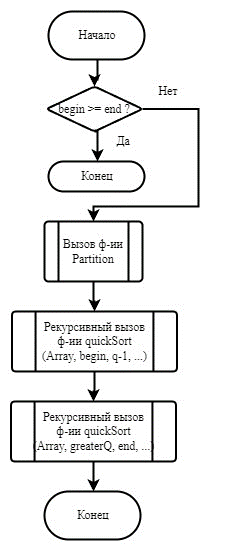 Начало
begin >= end ?
Нет
Да
Конец
Вызов ф-ии
Partition
Рекурсивный вызов
ф-ии quickSort
(Array, begin, q-1, ...)
Рекурсивный вызов
ф-ии quickSort
(Array, greaterQ, end, ...)
Конец